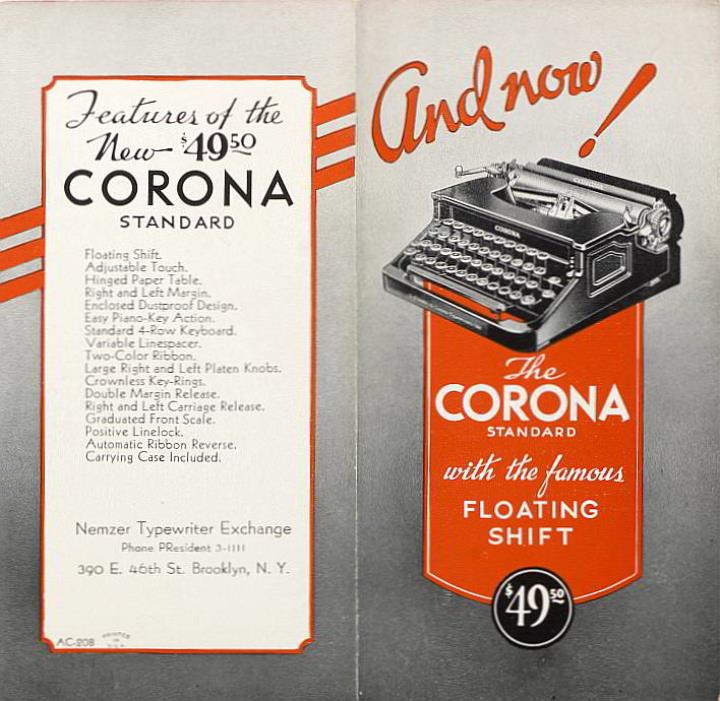 Features of the
New $49.50
CORONA
STANDARD
Floating Shift.
Adjustable Touch.
Hinged Paper Table.
Right and Left Margin.
Enclosed Dustproof Design.
Easy Piano-Key Action.
Standard 4-Row Keyboard.
Variable Linespacer.
Two-Color Ribbon.
Large Right and Left Platen Knobs.
Crownless Key-Rings.
Double Margin Release.
Right and Left Carriage Release.
Graduated Front Scale.
Positive Linelock.
Automatic Ribbon Reverse.
Carrying Case Included.
Nemzer Typewriter Exchange
Phone PResident 3-1111
390 E. 46th St. Brooklyn, N. Y.
AC-208
PRINTED
IN
U.S.A.
And now!
CORONA
CORONA
The
CORONA
STANDARD
with the famous
FLOATING
SHIFT
$49.50